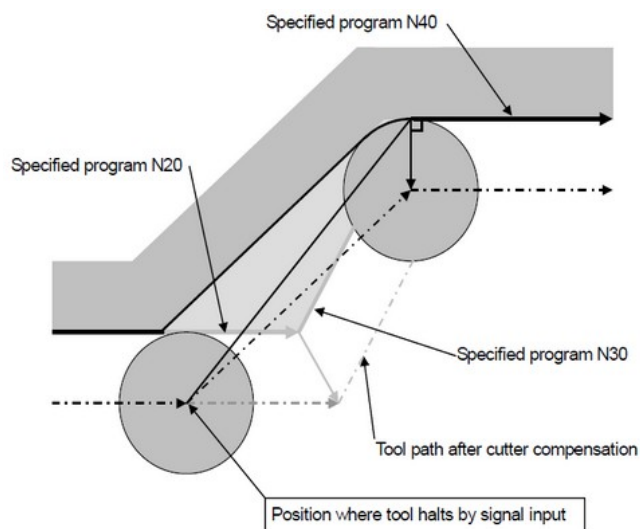 Specified program N40
Specified program N20
Specified program N30
Tool path after cutter compensation
Position where tool halts by signal input